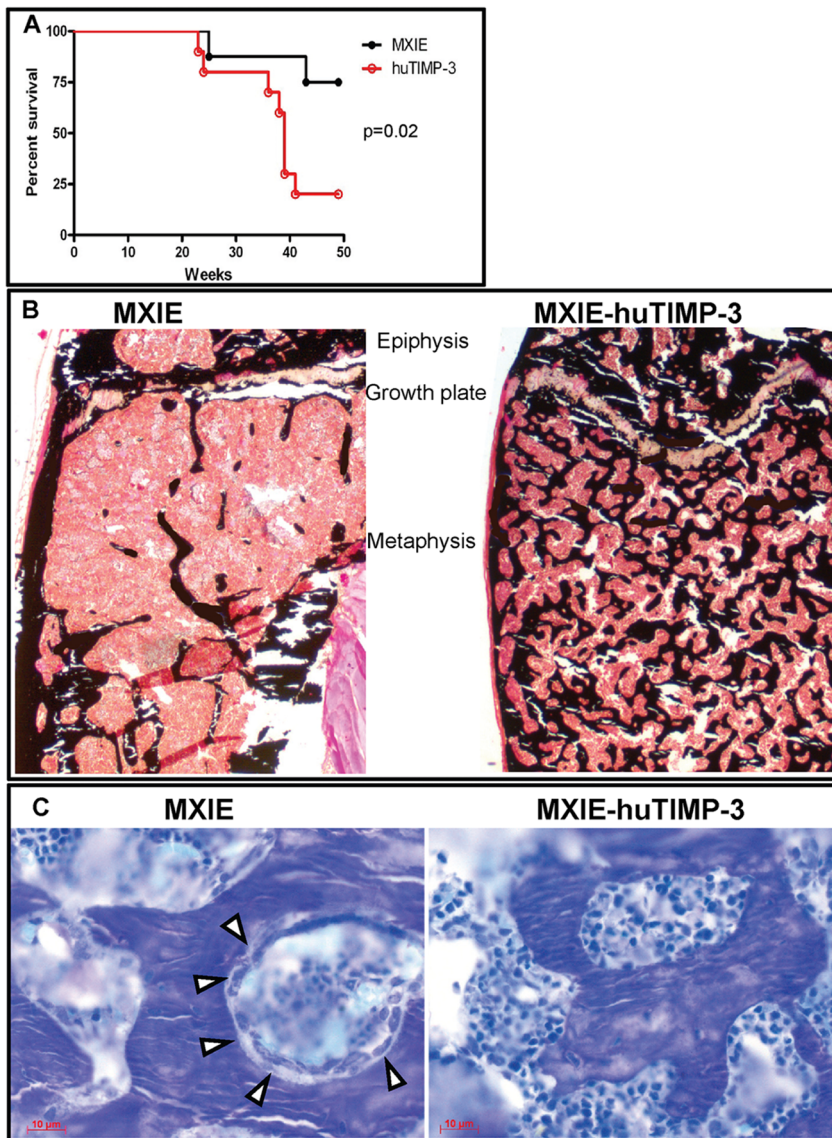 A
MXIE
huTIMP-3
p=0.02
Percent survival
100
75
50
25
0
0 10 20 30 40 50
Weeks
B MXIE MXIE-huTIMP-3
Epiphysis
Growth plate
Metaphysis
C MXIE MXIE-huTIMP-3
10 µm 10 µm